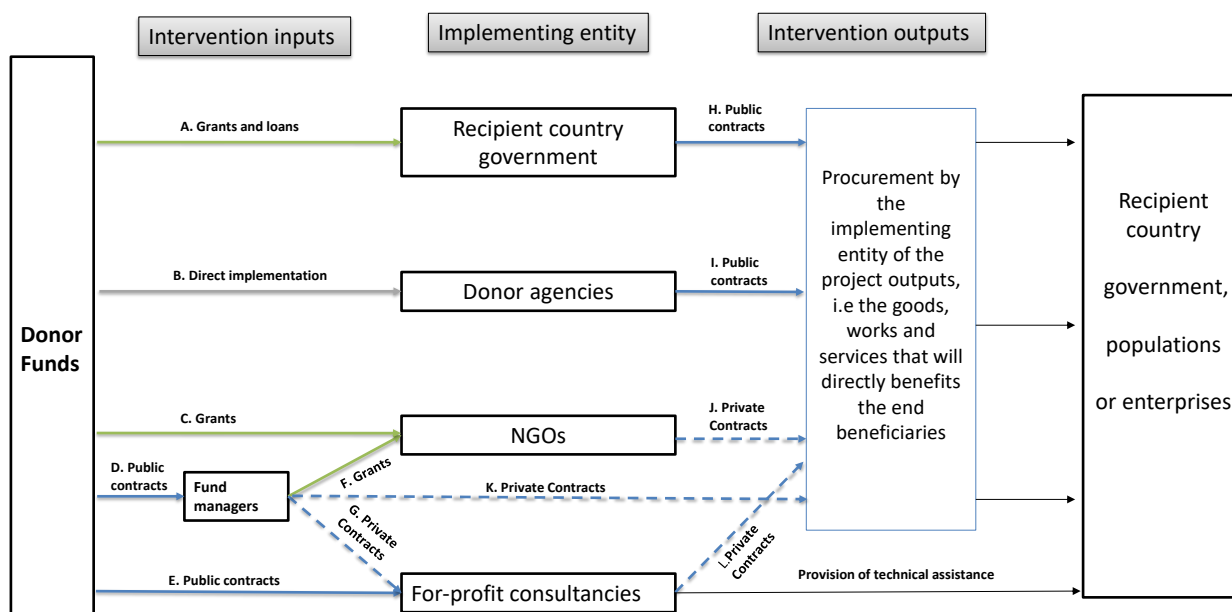 Intervention inputs
Implementing entity
Intervention outputs
Donor
Funds
A. Grants and loans
Recipient country
government
H. Public
contracts
B. Direct implementation
Donor agencies
I. Public
contracts
C. Grants
NGOs
J. Private
Contracts
D. Public
contracts
Fund
managers
F. Grants
K. Private Contracts
G. Private
Contracts
L.Private
Contracts
E. Public contracts
For-profit consultancies
Provision of technical assistance
Procurement by
the
implementing
entity of the
project outputs,
i.e the goods,
works and
services that will
directly benefits
the end
beneficiaries
Recipient
country
government,
populations
or enterprises